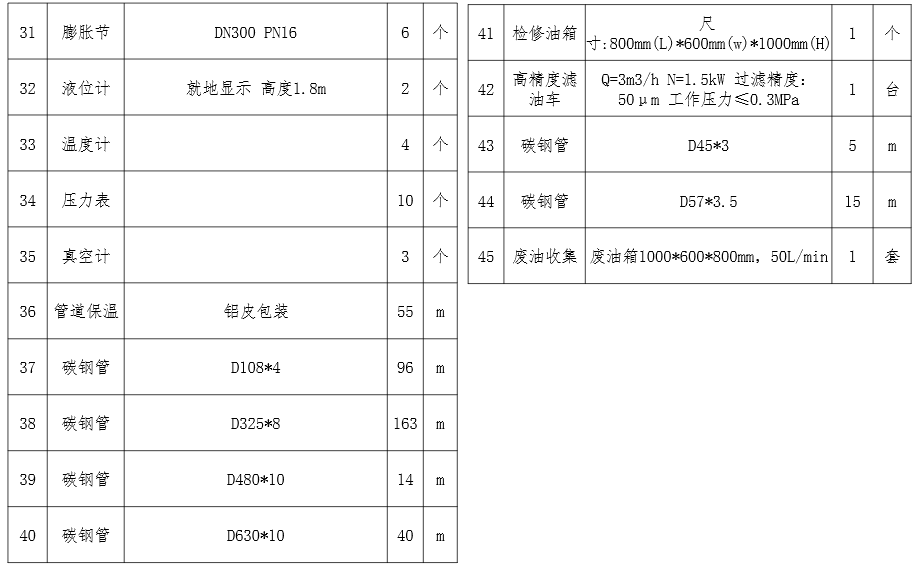 31 膨胀节 DN300 PN16 6 个
32 液位计 就地显示 高度1.8m 2 个
33 温度计 4 个
34 压力表 10 个
35 真空计 3 个
36 管道保温 铝皮包装 55 m
37 碳钢管 D108*4 96 m
38 碳钢管 D325*8 163 m
39 碳钢管 D480*10 14 m
40 碳钢管 D630*10 40 m
41 检修油箱 尺
寸:800mm(L)*600mm(w)*1000mm(H) 1 个
42 高精度滤 Q=3m3/h N=1.5kW 过滤精度: 1 台
油车 50μm 工作压力≤0.3MPa
43 碳钢管 D45*3 5 m
44 碳钢管 D57*3.5 15 m
45 废油收集 废油箱1000*600*800mm, 50L/min 1 套